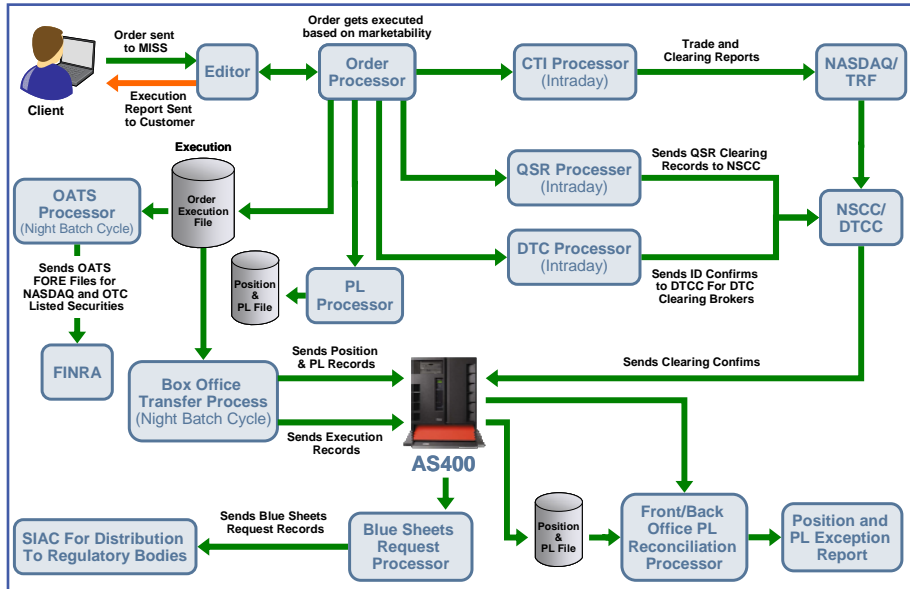 Order sent
to MISS
Order gets executed
based on marketability
Editor
Order
Processor
CTI Processor
(Intraday)
Trade and
Clearing Reports
NASDAQ/
TRF
Client
Execution
Report Sent
to Customer
Execution
Order
Execution
File
OATS
Processor
(Night Batch Cycle)
QSR Processer
(Intraday)
Sends QSR Clearing
Records to NSCC
NSCC/
DTCC
DTC Processor
(Intraday)
Sends ID Confirms
to DTCC For DTC
Clearing Brokers
Sends OATS
FORE Files for
NASDAQ and OTC
Listed Securities
Position
&
PL File
PL
Processor
FINRA
Box Office
Transfer Process
(Night Batch Cycle)
Sends Position
& PL Records
Sends Clearing Confims
Sends Execution
Records
AS400
Sends Blue Sheets
Request Records
SIAC For Distribution
To Regulatory Bodies
Blue Sheets
Request
Processor
Position
&
PL File
Front/Back
Office PL
Reconciliation
Processor
Position and
PL Exception
Report